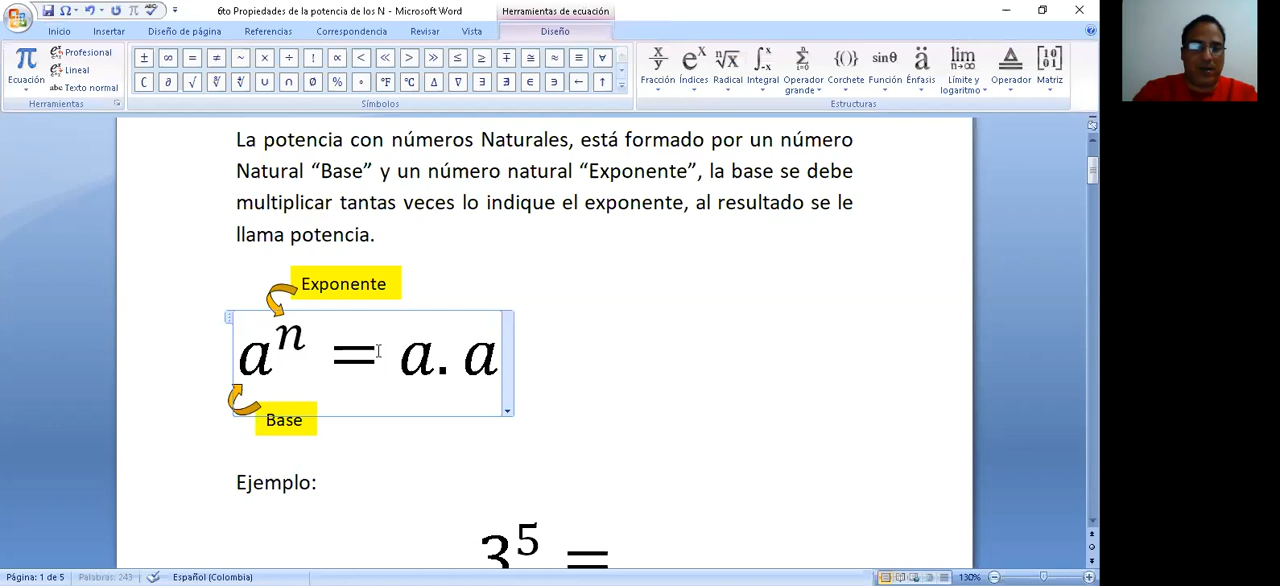 6to Propiedades de la potencia de los N - Microsoft Word
Herramientas de ecuación
Inicio Insertar Diseño de página Referencias Correspondencia Revisar Vista Diseño
Ecuación
Profesional
Lineal
abc Texto normal
Herramientas
± ∞ = ≠ ~ × ÷ ! ∝ < ≪ > ≫ ≤ ≥ ∓ ≅ ≈ ≡ ∀
∁ ∂ √ ∛ ∜ ∪ ∩ ∅ % ° °F °C ∆ ∇ ∃ ∄ ∈ ∋ ← ↑
Símbolos
Fracción Índices Radical Integral Operador grande Corchete Función Énfasis Límite y logaritmo Operador Matriz
Estructuras
La potencia con números Naturales, está formado por un número
Natural “Base” y un número natural “Exponente”, la base se debe
multiplicar tantas veces lo indique el exponente, al resultado se le
llama potencia.
Exponente
aⁿ = a. a
Base
Ejemplo:
3⁵ =
Página: 1 de 5 Palabras: 243 Español (Colombia) 130%